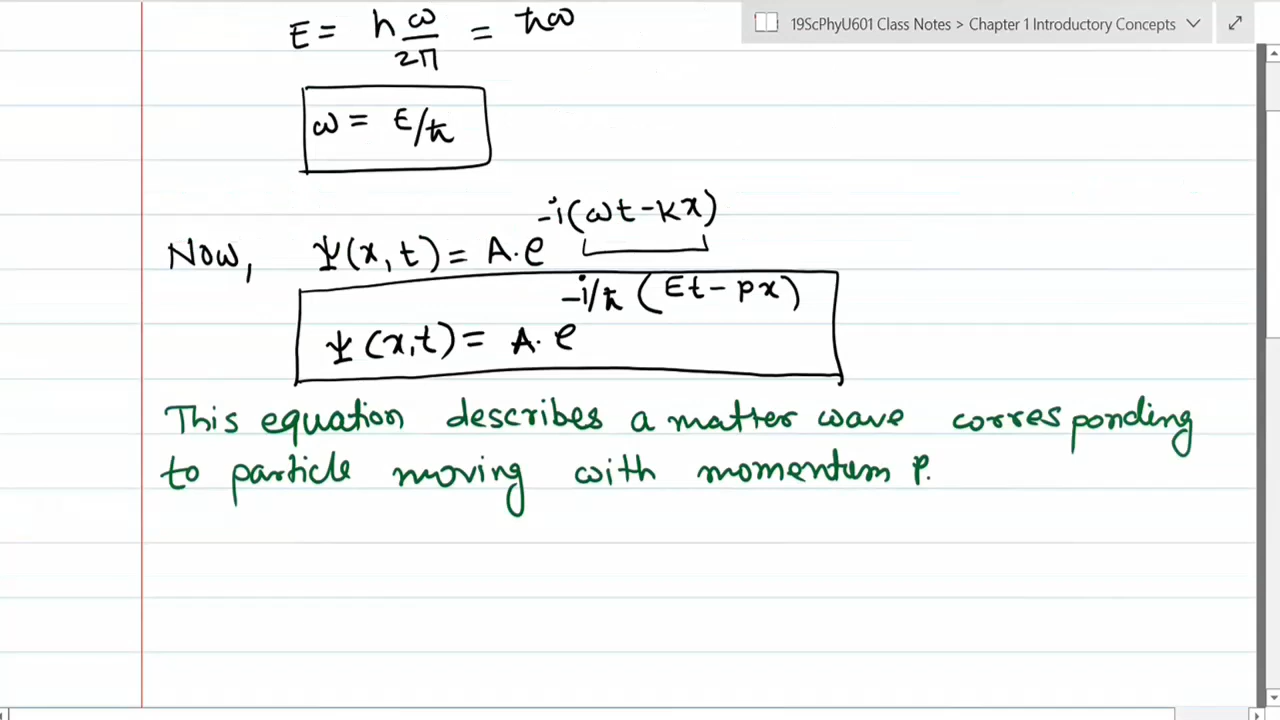 19ScPhyU601 Class Notes > Chapter 1 Introductory Concepts
E = h ω/2π = ħω
ω = E/ħ
Now, Ψ(x, t) = A. e^-i(ωt-kx)
Ψ(x,t) = A. e^-i/ħ (Et - px)
This equation describes a matter wave corresponding
to particle moving with momentum p.